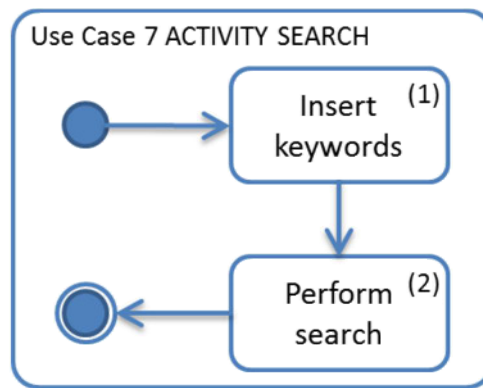 Use Case 7 ACTIVITY SEARCH
Insert (1)
keywords
Perform (2)
search